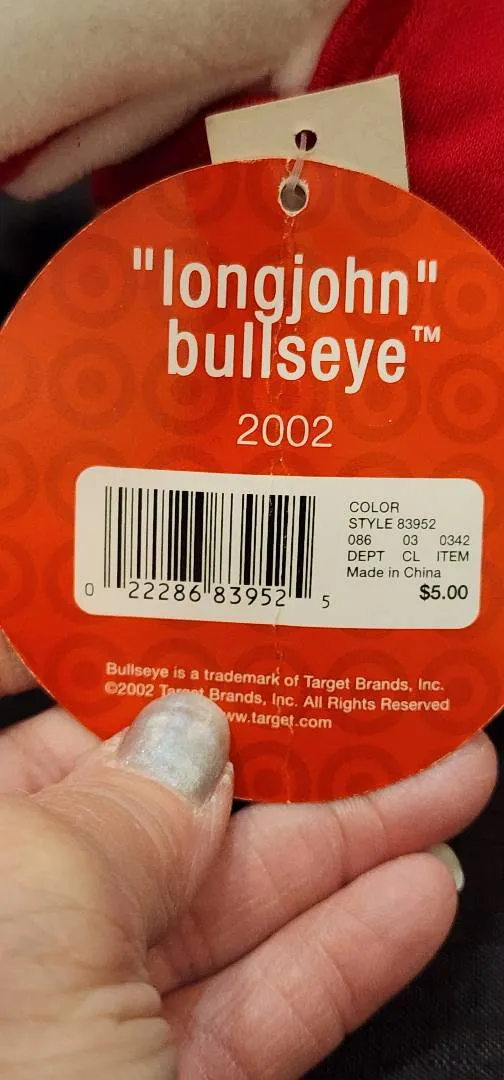 "longjohn"
bullseye™
2002
COLOR
STYLE 83952
086 03 0342
DEPT CL ITEM
Made in China
$5.00
0 22286 83952 5
Bullseye is a trademark of Target Brands, Inc.
©2002 Target Brands, Inc. All Rights Reserved
ww.target.com